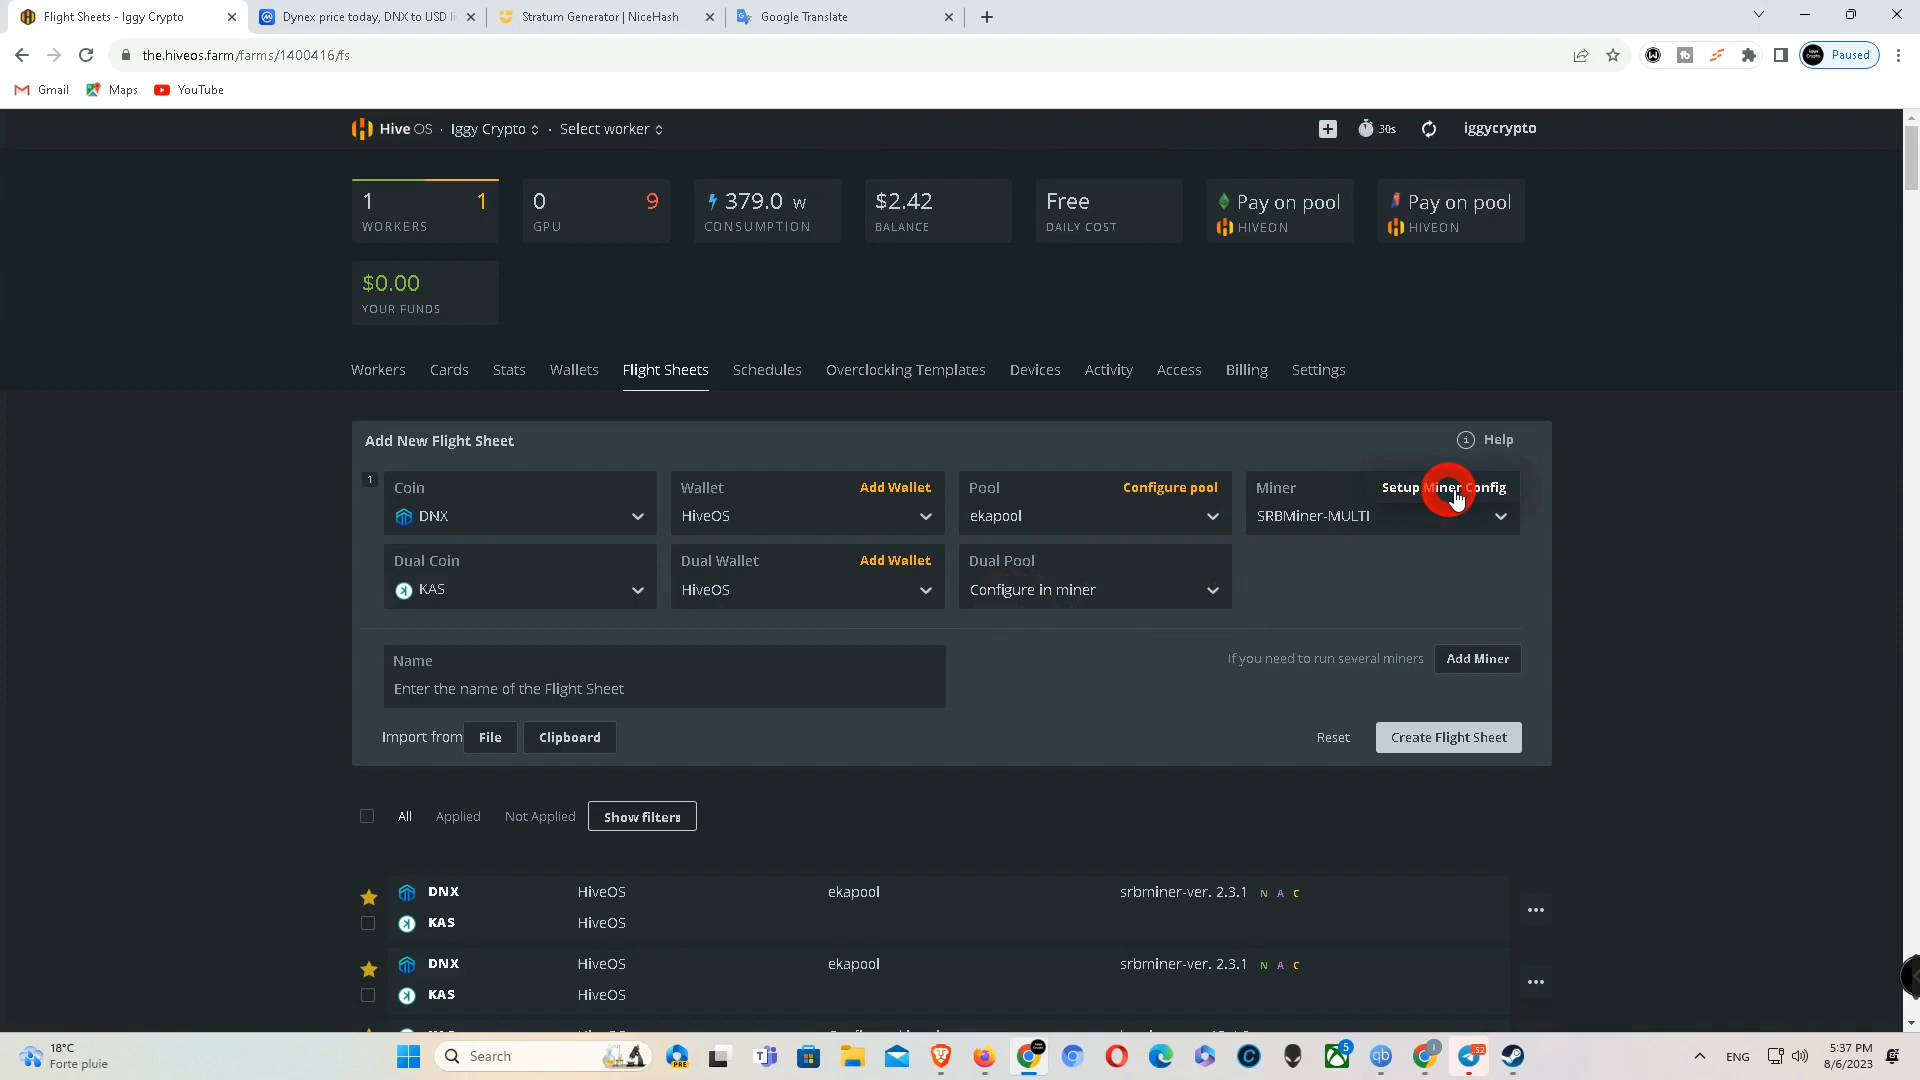 Flight Sheets - Iggy Crypto
Dynex price today, DNX to USD li
Stratum Generator | NiceHash
Google Translate
the.hiveos.farm/farms/1400416/fs
Paused
Gmail
Maps
YouTube
Hive OS · Iggy Crypto · Select worker
30s
iggycrypto
1 1
WORKERS
0 9
GPU
379.0 w
CONSUMPTION
$2.42
BALANCE
Free
DAILY COST
Pay on pool
HIVEON
Pay on pool
HIVEON
$0.00
YOUR FUNDS
Workers Cards Stats Wallets Flight Sheets Schedules Overclocking Templates Devices Activity Access Billing Settings
Add New Flight Sheet
Help
1
Coin
DNX
Wallet Add Wallet
HiveOS
Pool Configure pool
ekapool
Miner Setup Miner Config
SRBMiner-MULTI
Dual Coin
KAS
Dual Wallet Add Wallet
HiveOS
Dual Pool
Configure in miner
Name
Enter the name of the Flight Sheet
If you need to run several miners Add Miner
Import from File Clipboard
Reset Create Flight Sheet
All Applied Not Applied Show filters
DNX HiveOS ekapool srbminer-ver. 2.3.1 N A C
KAS HiveOS
DNX HiveOS ekapool srbminer-ver. 2.3.1 N A C
KAS HiveOS
18°C
Forte pluie
Search
PRE
5
52
ENG
5:37 PM
8/6/2023